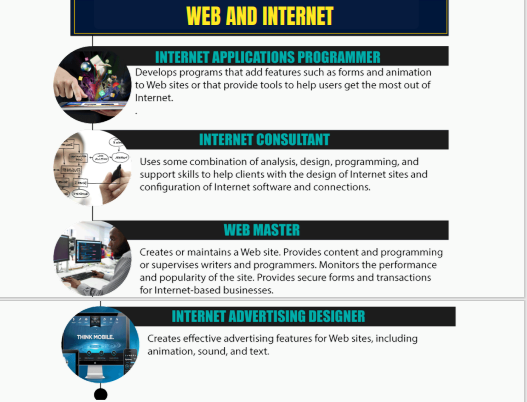 WEB AND INTERNET
INTERNET APPLICATIONS PROGRAMMER
Develops programs that add features such as forms and animation
to Web sites or that provide tools to help users get the most out of
Internet.
.
INTERNET CONSULTANT
Uses some combination of analysis, design, programming, and
support skills to help clients with the design of Internet sites and
configuration of Internet software and connections.
WEB MASTER
Creates or maintains a Web site. Provides content and programming
or supervises writers and programmers. Monitors the performance
and popularity of the site. Provides secure forms and transactions
for Internet-based businesses.
INTERNET ADVERTISING DESIGNER
THINK MOBILE.
Creates effective advertising features for Web sites, including
animation, sound, and text.